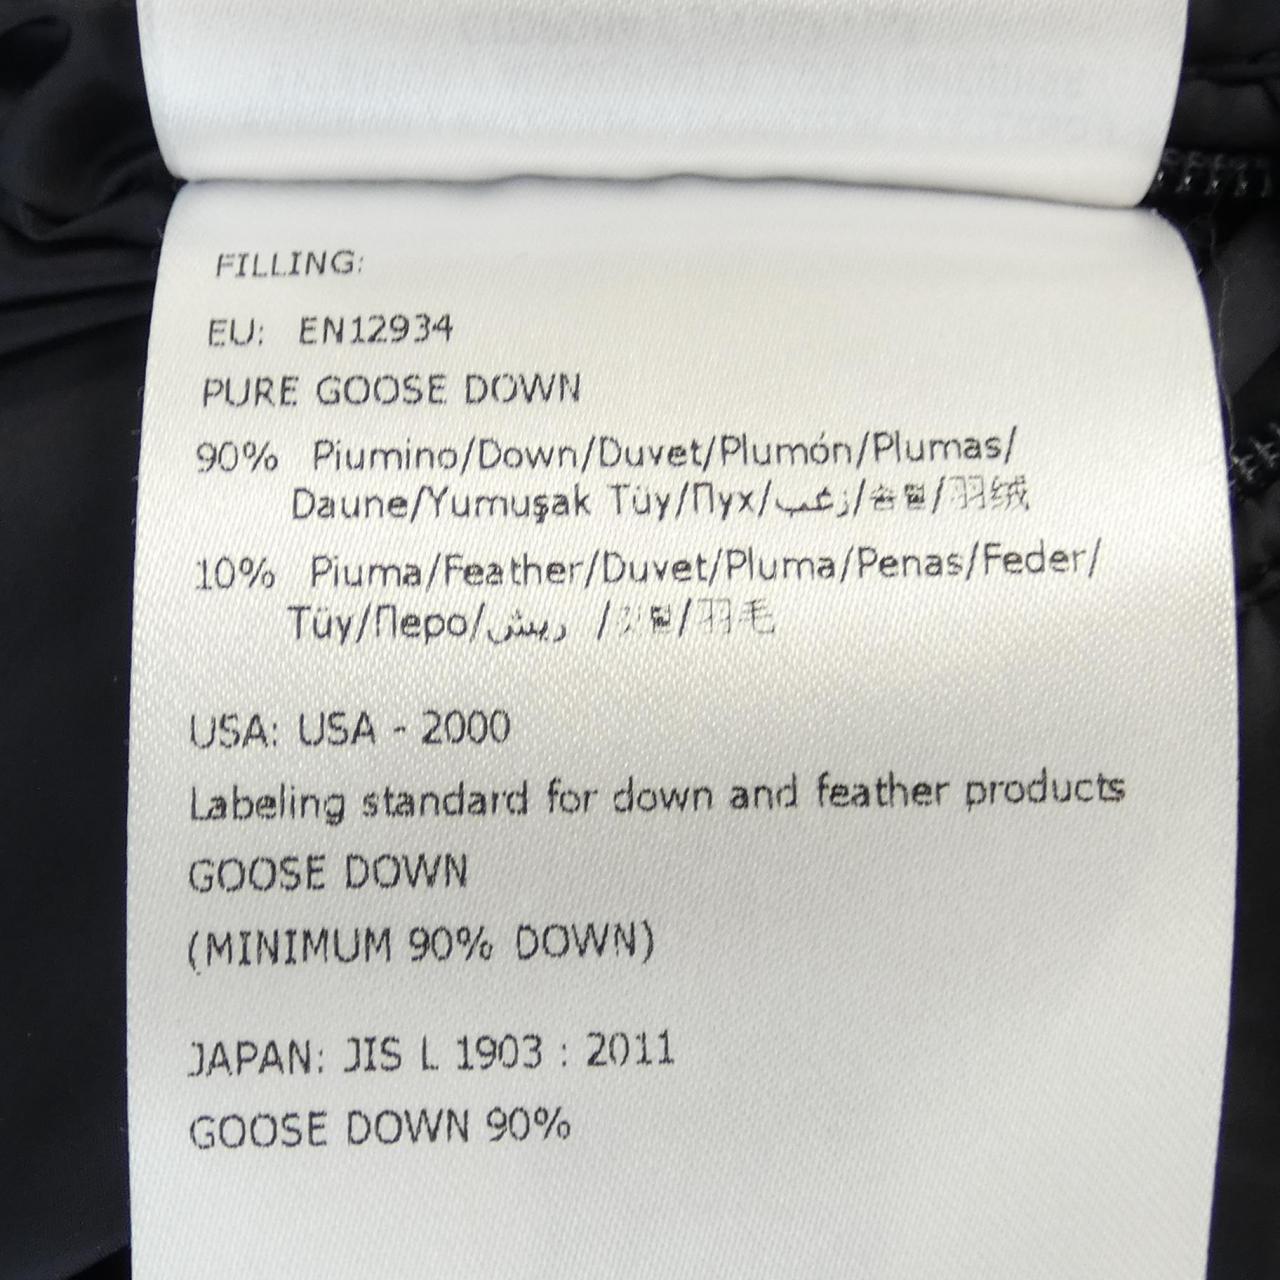 FILLING:
EU: EN12934
PURE GOOSE DOWN
90% Piumino/Down/Duvet/Plumón/Plumas/
Daune/Yumuşak Tüy/Пух/زغب/솜털/羽绒
10% Piuma/Feather/Duvet/Pluma/Penas/Feder/
Tüy/Перо/ريش /깃털/羽毛
USA: USA - 2000
Labeling standard for down and feather products
GOOSE DOWN
(MINIMUM 90% DOWN)
JAPAN: JIS L 1903 : 2011
GOOSE DOWN 90%